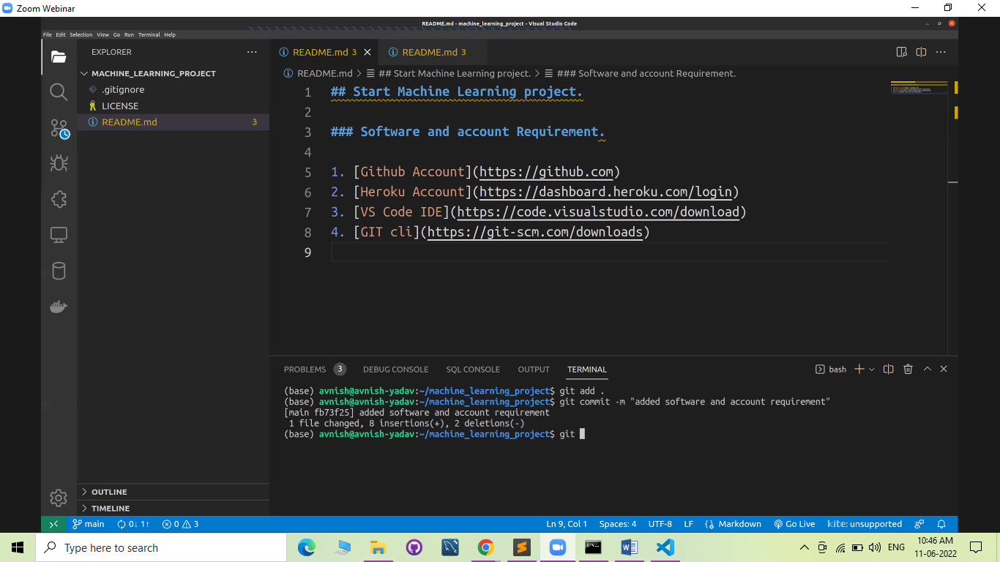 Zoom Webinar
README.md - machine_learning_project - Visual Studio Code
File Edit Selection View Go Run Terminal Help
EXPLORER
MACHINE_LEARNING_PROJECT
.gitignore
LICENSE
README.md 3
OUTLINE
TIMELINE
README.md 3 README.md 3
README.md > ## Start Machine Learning project. > ### Software and account Requirement.
1 ## Start Machine Learning project.
2
3 ### Software and account Requirement.
4
5 1. [Github Account](https://github.com)
6 2. [Heroku Account](https://dashboard.heroku.com/login)
7 3. [VS Code IDE](https://code.visualstudio.com/download)
8 4. [GIT cli](https://git-scm.com/downloads)
9
PROBLEMS 3 DEBUG CONSOLE SQL CONSOLE OUTPUT TERMINAL bash
(base) avnish@avnish-yadav:~/machine_learning_project$ git add .
(base) avnish@avnish-yadav:~/machine_learning_project$ git commit -m "added software and account requirement"
[main fb73f25] added software and account requirement
1 file changed, 8 insertions(+), 2 deletions(-)
(base) avnish@avnish-yadav:~/machine_learning_project$ git
main 0↓ 1↑ 0 3 Ln 9, Col 1 Spaces: 4 UTF-8 LF Markdown Go Live kite: unsupported
Type here to search
ENG
10:46 AM
11-06-2022